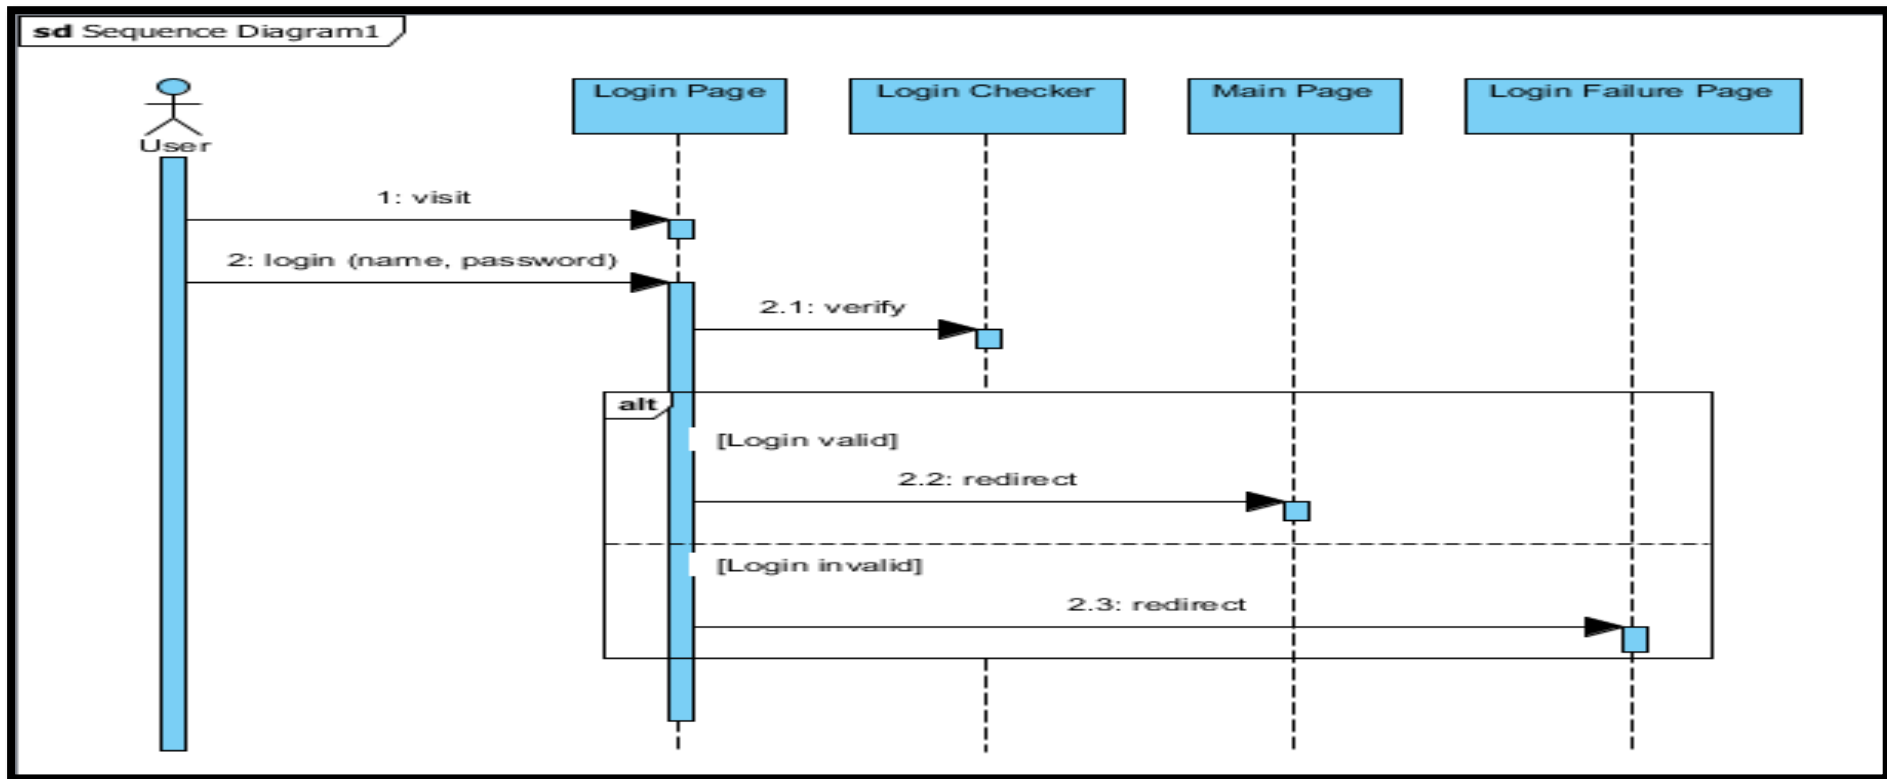 sd Sequence Diagram1
User
Login Page
Login Checker
Main Page
Login Failure Page
1: visit
2: login (name, password)
2.1: verify
alt
[Login valid]
2.2: redirect
[Login invalid]
2.3: redirect